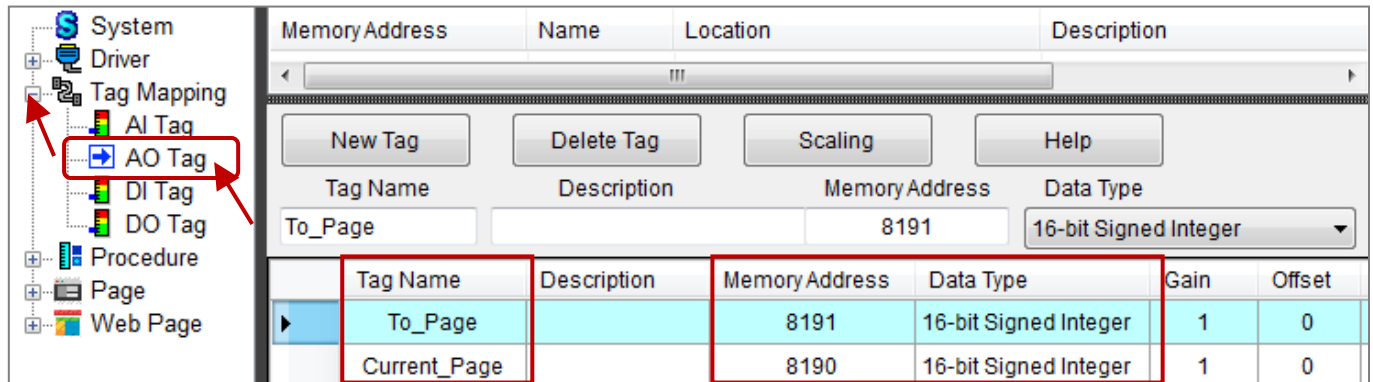 System
Driver
Tag Mapping
AI Tag
AO Tag
DI Tag
DO Tag
Procedure
Page
Web Page
Memory Address Name Location Description
New Tag Delete Tag Scaling Help
Tag Name Description Memory Address Data Type
To_Page 8191 16-bit Signed Integer
Tag Name Description Memory Address Data Type Gain Offset
To_Page 8191 16-bit Signed Integer 1 0
Current_Page 8190 16-bit Signed Integer 1 0